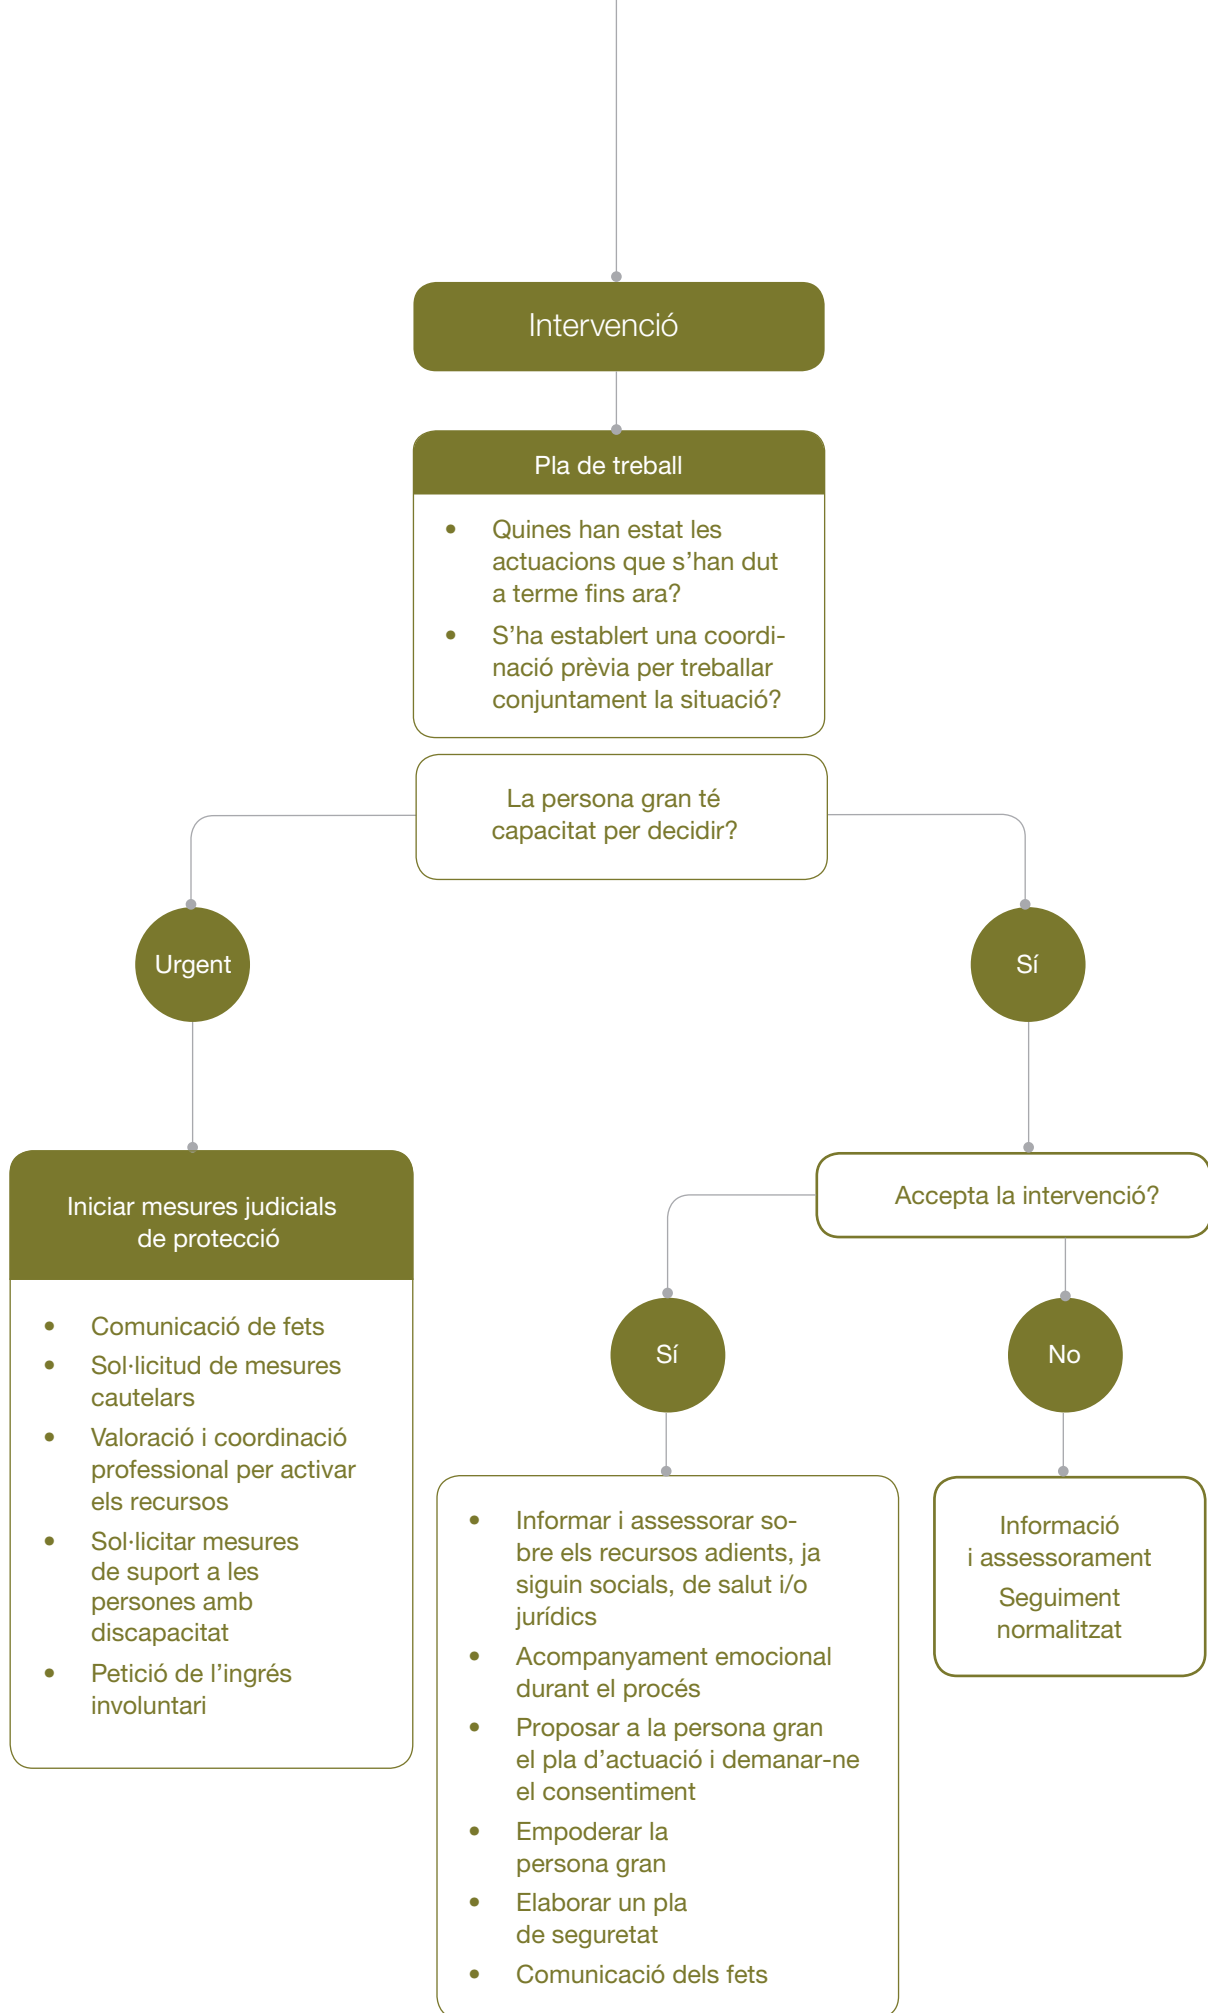 Intervenció
Pla de treball
• Quines han estat les
actuacions que s’han dut
a terme fins ara?
• S’ha establert una coordi-
nació prèvia per treballar
conjuntament la situació?
La persona gran té
capacitat per decidir?
Urgent
Sí
Iniciar mesures judicials
de protecció
• Comunicació de fets
• Sol·licitud de mesures
cautelars
• Valoració i coordinació
professional per activar
els recursos
• Sol·licitar mesures
de suport a les
persones amb
discapacitat
• Petició de l’ingrés
involuntari
Accepta la intervenció?
Sí
No
• Informar i assessorar so-
bre els recursos adients, ja
siguin socials, de salut i/o
jurídics
• Acompanyament emocional
durant el procés
• Proposar a la persona gran
el pla d’actuació i demanar-ne
el consentiment
• Empoderar la
persona gran
• Elaborar un pla
de seguretat
• Comunicació dels fets
Informació
i assessorament
Seguiment
normalitzat